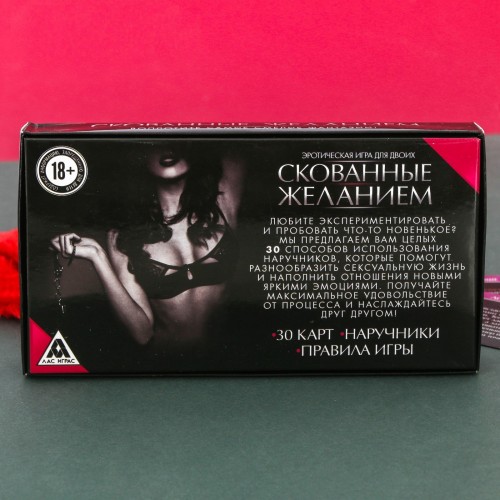 СКОВАННЫЕ ЖЕЛАНИЕМ
18+
ЭРОТИЧЕСКАЯ ИГРА ДЛЯ ДВОИХ
СКОВАННЫЕ
ЖЕЛАНИЕМ
ЛЮБИТЕ ЭКСПЕРИМЕНТИРОВАТЬ
И ПРОБОВАТЬ ЧТО-ТО НОВЕНЬКОЕ?
МЫ ПРЕДЛАГАЕМ ВАМ ЦЕЛЫХ
30 СПОСОБОВ ИСПОЛЬЗОВАНИЯ
НАРУЧНИКОВ, КОТОРЫЕ ПОМОГУТ
РАЗНООБРАЗИТЬ СЕКСУАЛЬНУЮ ЖИЗНЬ
И НАПОЛНИТЬ ОТНОШЕНИЯ НОВЫМИ
ЯРКИМИ ЭМОЦИЯМИ. ПОЛУЧАЙТЕ
МАКСИМАЛЬНОЕ УДОВОЛЬСТВИЕ
ОТ ПРОЦЕССА И НАСЛАЖДАЙТЕСЬ
ДРУГ ДРУГОМ!
•30 КАРТ •НАРУЧНИКИ
•ПРАВИЛА ИГРЫ
ЛАС ИГРАС